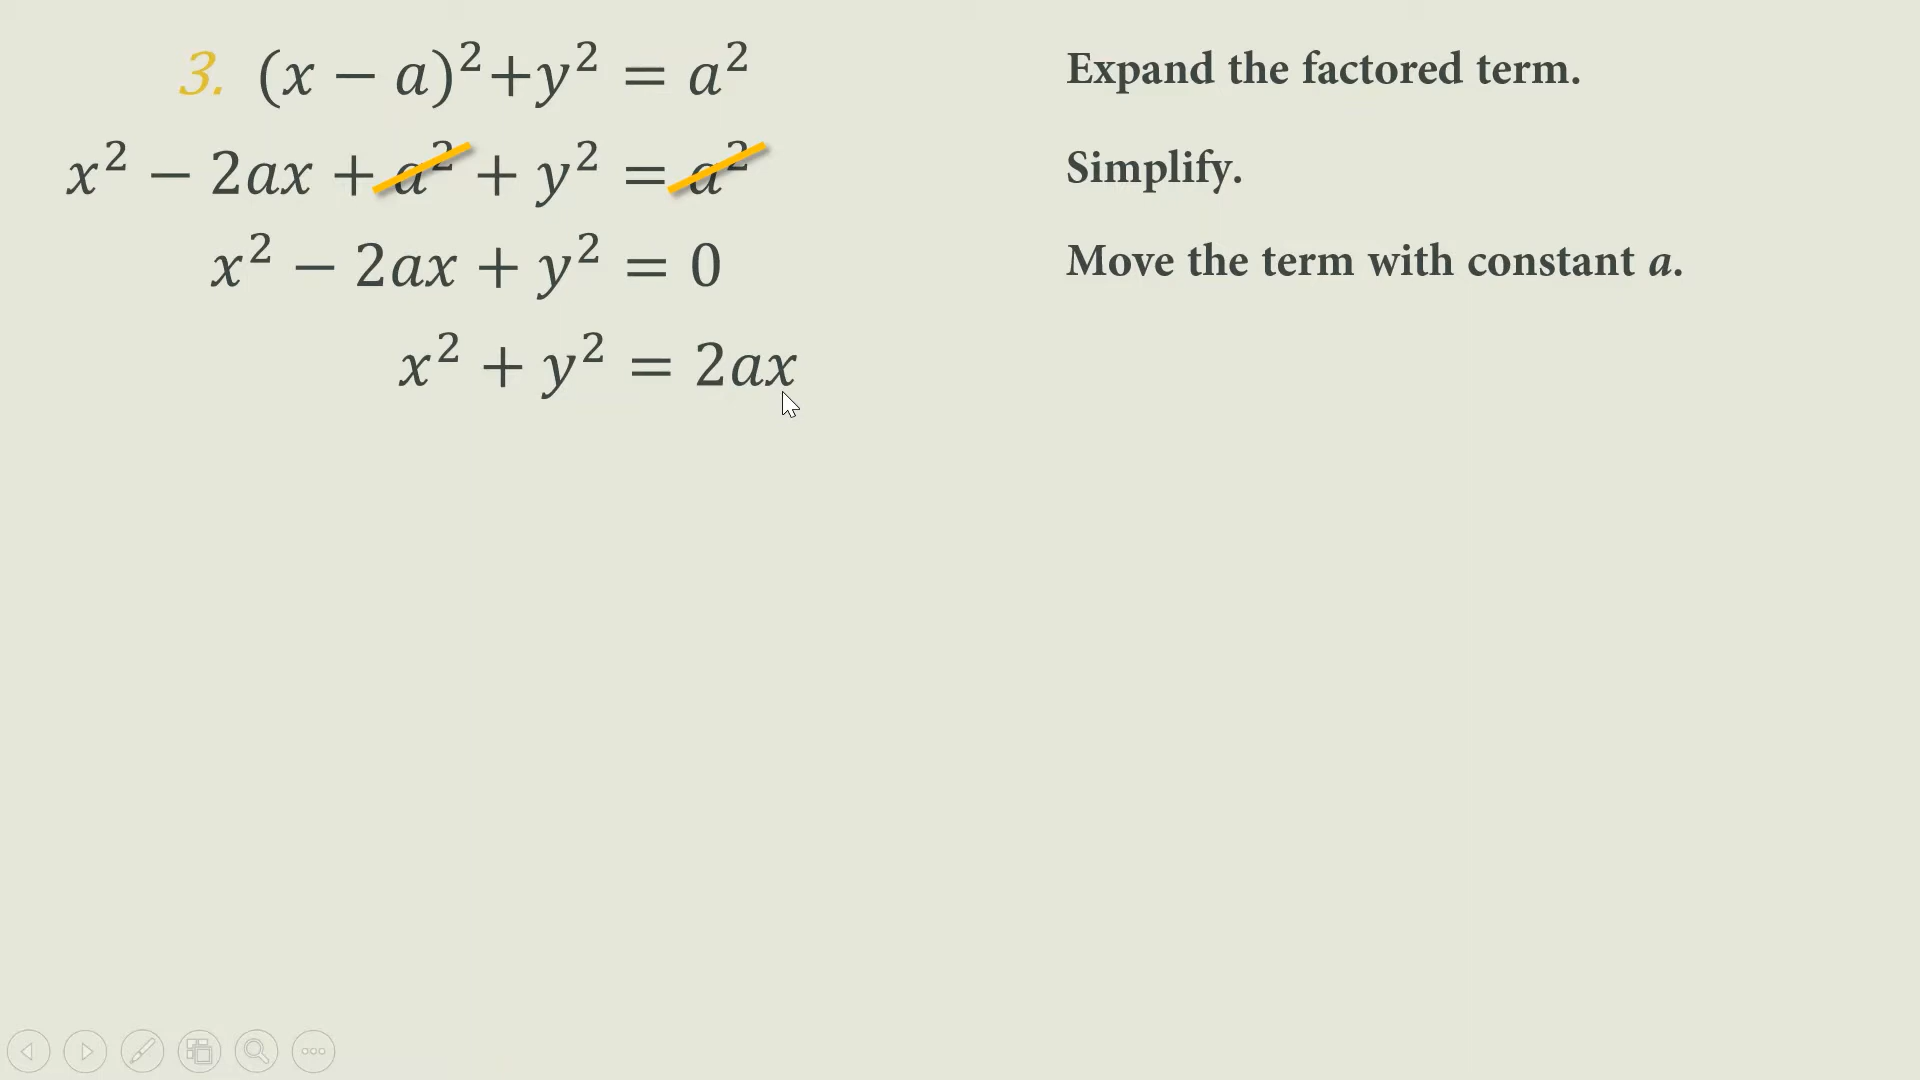 3. (x − a)²+y² = a²
Expand the factored term.
x² − 2ax + a² + y² = a²
Simplify.
x² − 2ax + y² = 0
Move the term with constant a.
x² + y² = 2ax